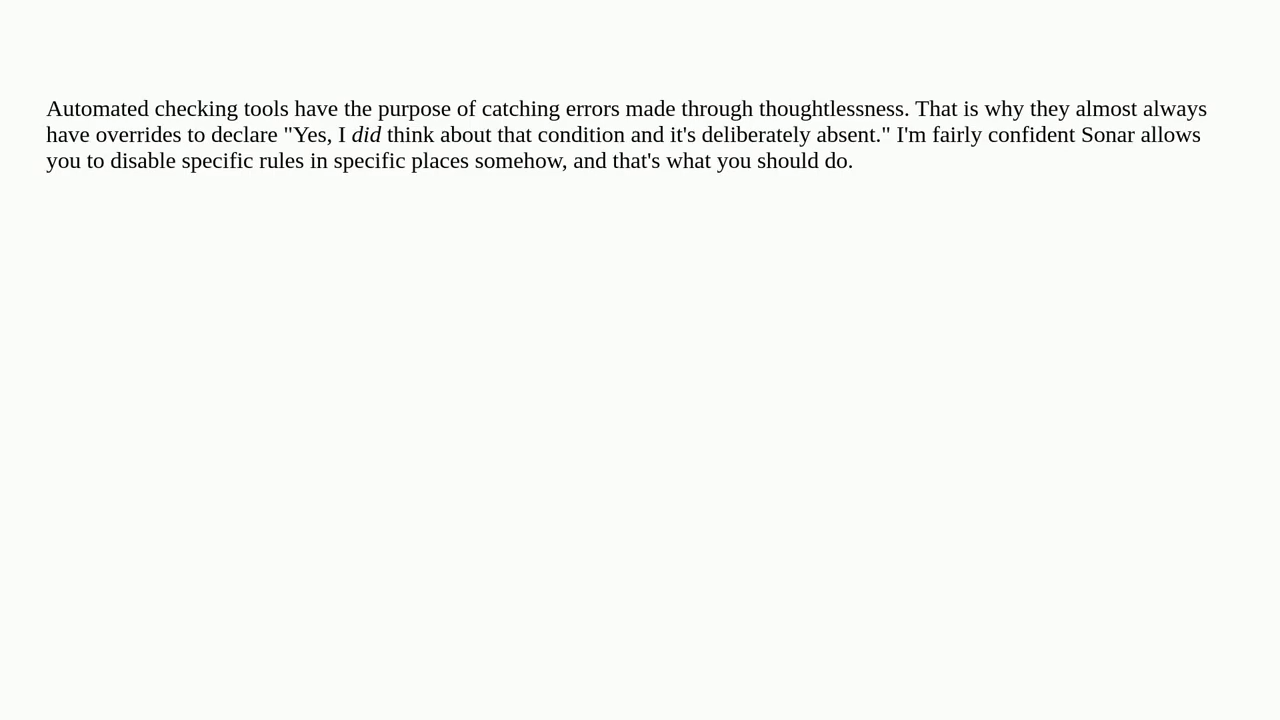 Automated checking tools have the purpose of catching errors made through thoughtlessness. That is why they almost always
have overrides to declare "Yes, I did think about that condition and it's deliberately absent." I'm fairly confident Sonar allows
you to disable specific rules in specific places somehow, and that's what you should do.